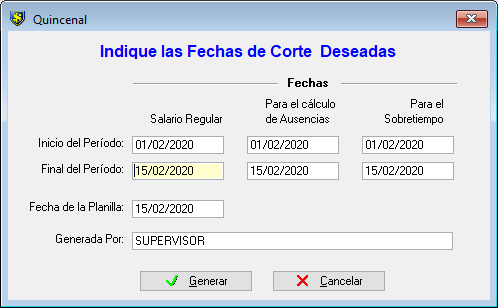 Quincenal
Indique las Fechas de Corte Deseadas
Fechas
Salario Regular
Para el cálculo
de Ausencias
Para el
Sobretiempo
Inicio del Período: 01/02/2020 01/02/2020 01/02/2020
Final del Período: 15/02/2020 15/02/2020 15/02/2020
Fecha de la Planilla: 15/02/2020
Generada Por: SUPERVISOR
Generar Cancelar